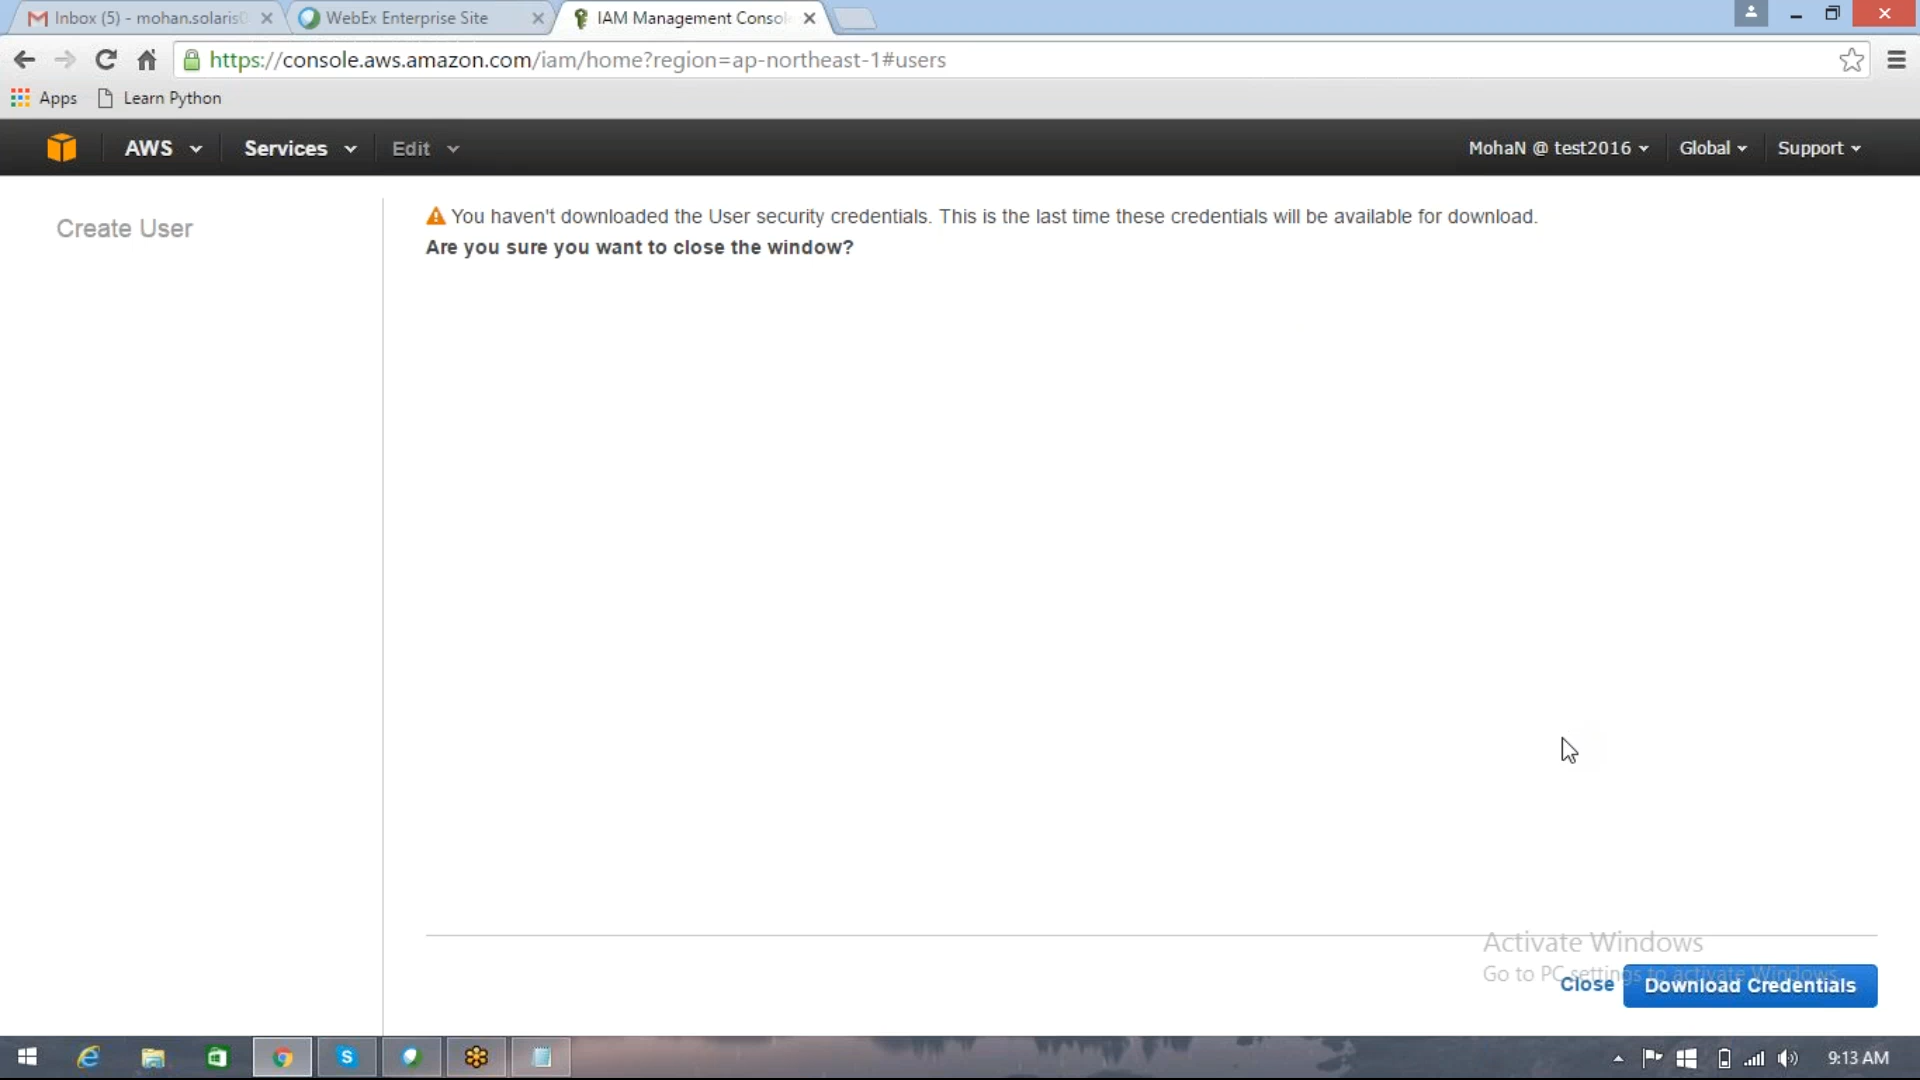 Inbox (5) - mohan.solaris
WebEx Enterprise Site
IAM Management Consol
https://console.aws.amazon.com/iam/home?region=ap-northeast-1#users
Apps
Learn Python
AWS
Services
Edit
MohaN @ test2016
Global
Support
Create User
You haven't downloaded the User security credentials. This is the last time these credentials will be available for download.
Are you sure you want to close the window?
Activate Windows
Go to PC settings to activate Windows.
Close
Download Credentials
9:13 AM